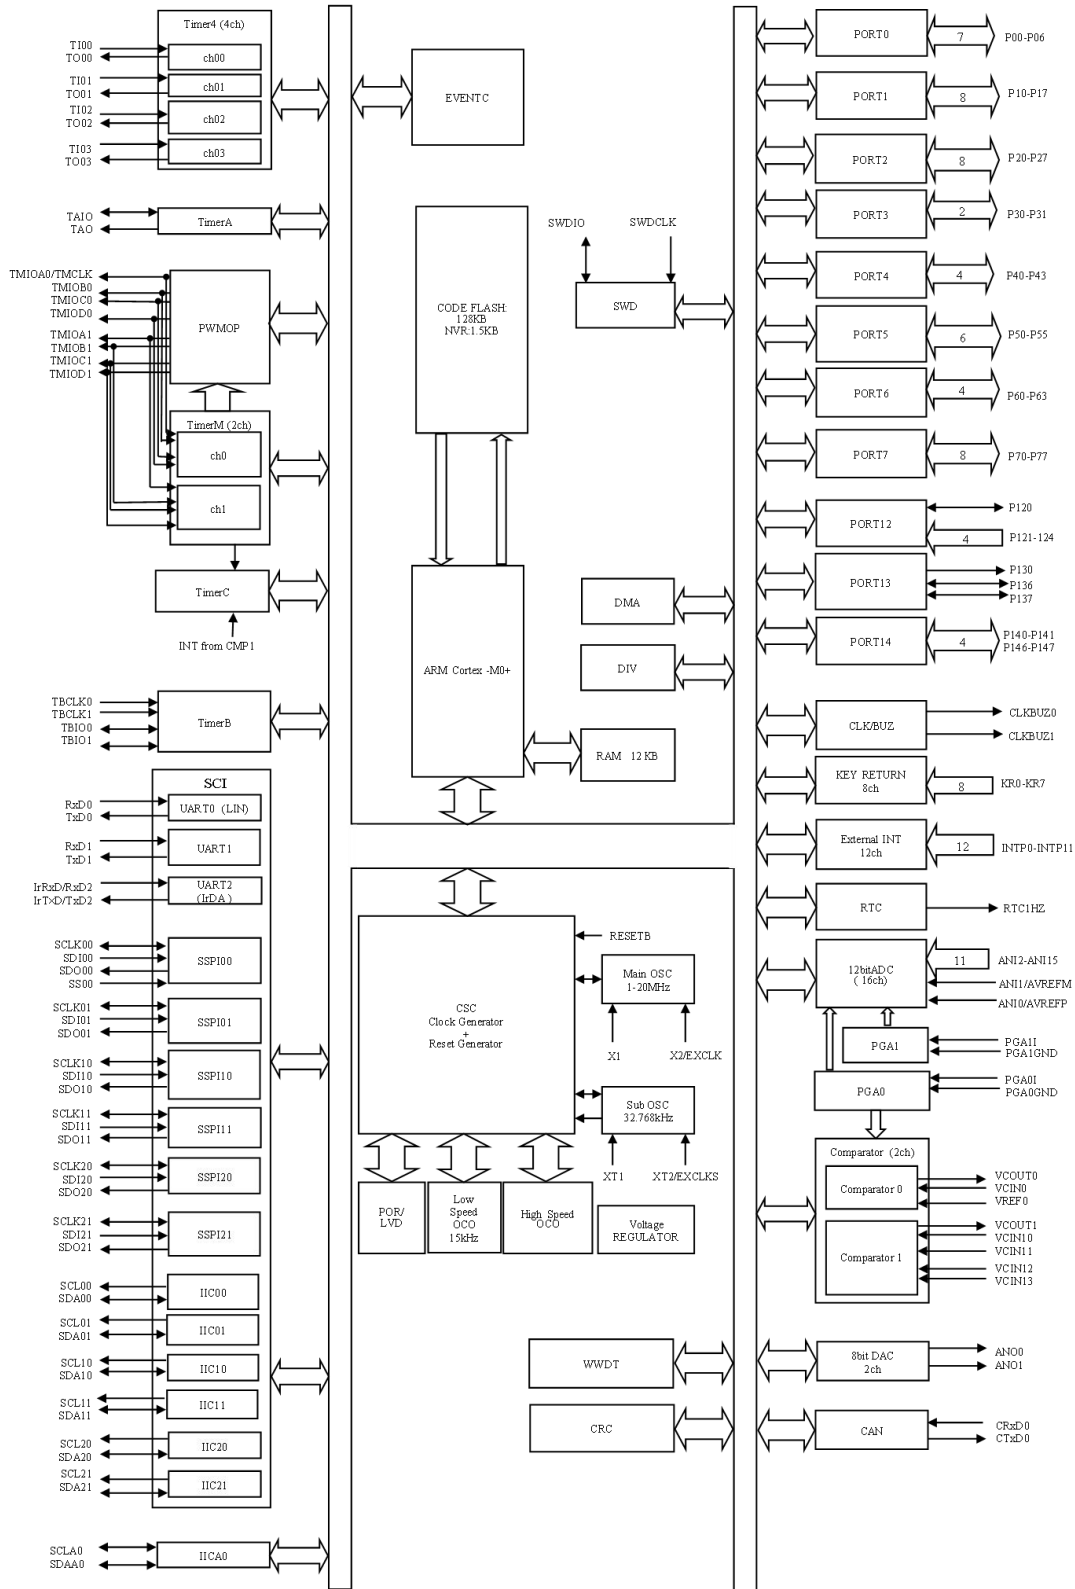 Timer4 (4ch)
TI00
TO00
ch00
TI01
TO01
ch01
TI02
TO02
ch02
TI03
TO03
ch03
TAIO
TAO
TimerA
TMIOA0/TMCLK
TMIOB0
TMIOC0
TMIOD0
TMIOA1
TMIOB1
TMIOC1
TMIOD1
PWMOP
TimerM (2ch)
ch0
ch1
TimerC
INT from CMP1
TBCLK0
TBCLK1
TBIO0
TBIO1
TimerB
SCI
RxD0
TxD0
UART0 (LIN)
RxD1
TxD1
UART1
IrRxD/RxD2
IrTxD/TxD2
UART2
(IrDA )
SCLK00
SDI00
SDO00
SS00
SSPI00
SCLK01
SDI01
SDO01
SSPI01
SCLK10
SDI10
SDO10
SSPI10
SCLK11
SDI11
SDO11
SSPI11
SCLK20
SDI20
SDO20
SSPI20
SCLK21
SDI21
SDO21
SSPI21
SCL00
SDA00
IIC00
SCL01
SDA01
IIC01
SCL10
SDA10
IIC10
SCL11
SDA11
IIC11
SCL20
SDA20
IIC20
SCL21
SDA21
IIC21
SCLA0
SDAA0
IICA0
EVENTC
CODE FLASH:
128KB
NVR:1.5KB
SWDIO
SWDCLK
SWD
ARM Cortex -M0+
DMA
DIV
RAM 12 KB
CSC
Clock Generator
+
Reset Generator
RESETB
Main OSC
1-20MHz
X1
X2/EXCLK
Sub OSC
32.768kHz
XT1
XT2/EXCLKS
POR/
LVD
Low
Speed
OCO
15kHz
High Speed
OCO
Voltage
REGULATOR
WWDT
CRC
PORT0
7
P00-P06
PORT1
8
P10-P17
PORT2
8
P20-P27
PORT3
2
P30-P31
PORT4
4
P40-P43
PORT5
6
P50-P55
PORT6
4
P60-P63
PORT7
8
P70-P77
PORT12
P120
4
P121-124
PORT13
P130
P136
P137
PORT14
4
P140-P141
P146-P147
CLK/BUZ
CLKBUZ0
CLKBUZ1
KEY RETURN
8ch
8
KR0-KR7
External INT
12ch
12
INTP0-INTP11
RTC
RTC1HZ
12bitADC
( 16ch)
11
ANI2-ANI15
ANI1/AVREFM
ANI0/AVREFP
PGA1
PGA1I
PGA1GND
PGA0
PGA0I
PGA0GND
Comparator (2ch)
Comparator 0
VCOUT0
VCIN0
VREF0
Comparator 1
VCOUT1
VCIN10
VCIN11
VCIN12
VCIN13
8bit DAC
2ch
ANO0
ANO1
CAN
CRxD0
CTxD0